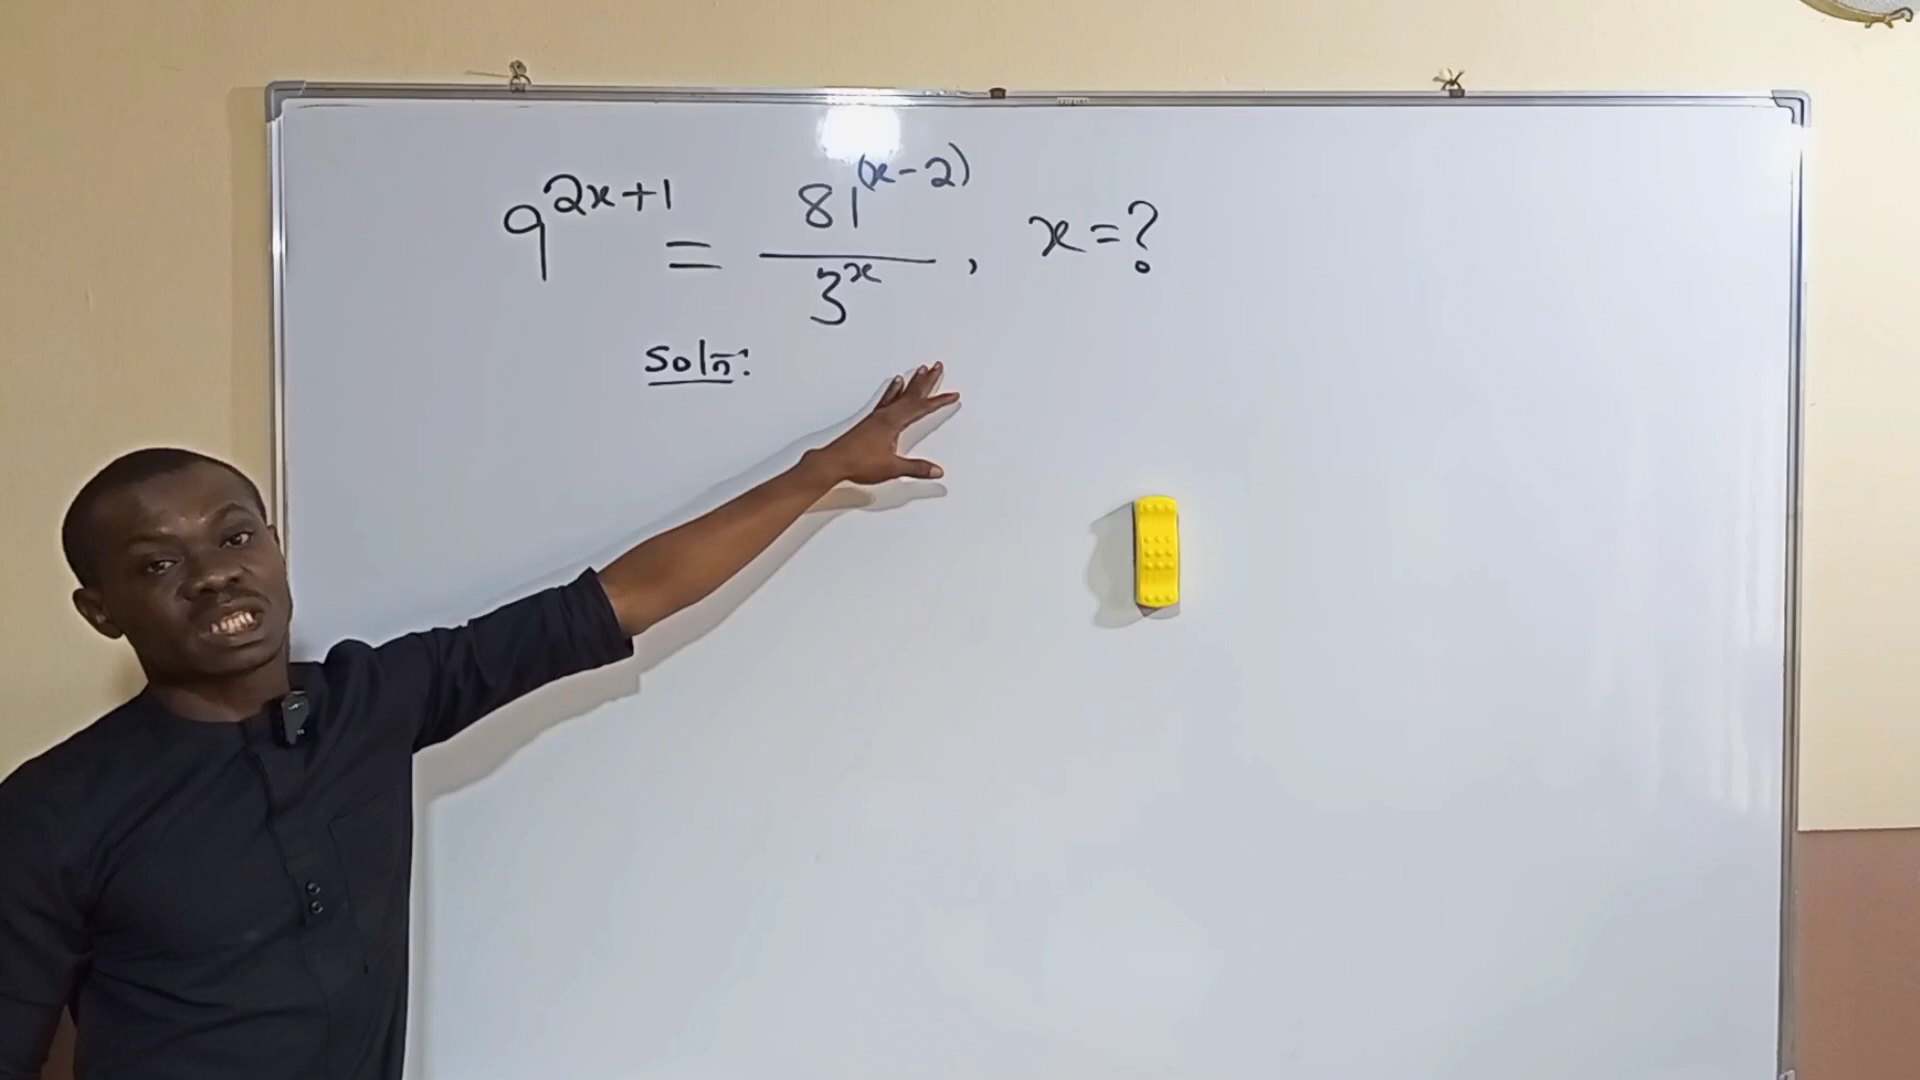 9^(2x+1) = 81^(x-2) / 3^x , x=?
Soln: